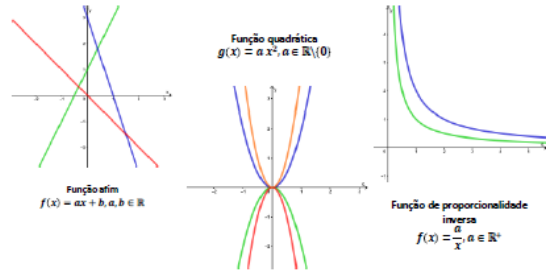 Função quadrática
g(x) = a x², a ∈ ℝ\{0}
Função afim
f(x) = ax + b, a, b ∈ ℝ
Função de proporcionalidade
inversa
f(x) = a/x, a ∈ ℝ⁺